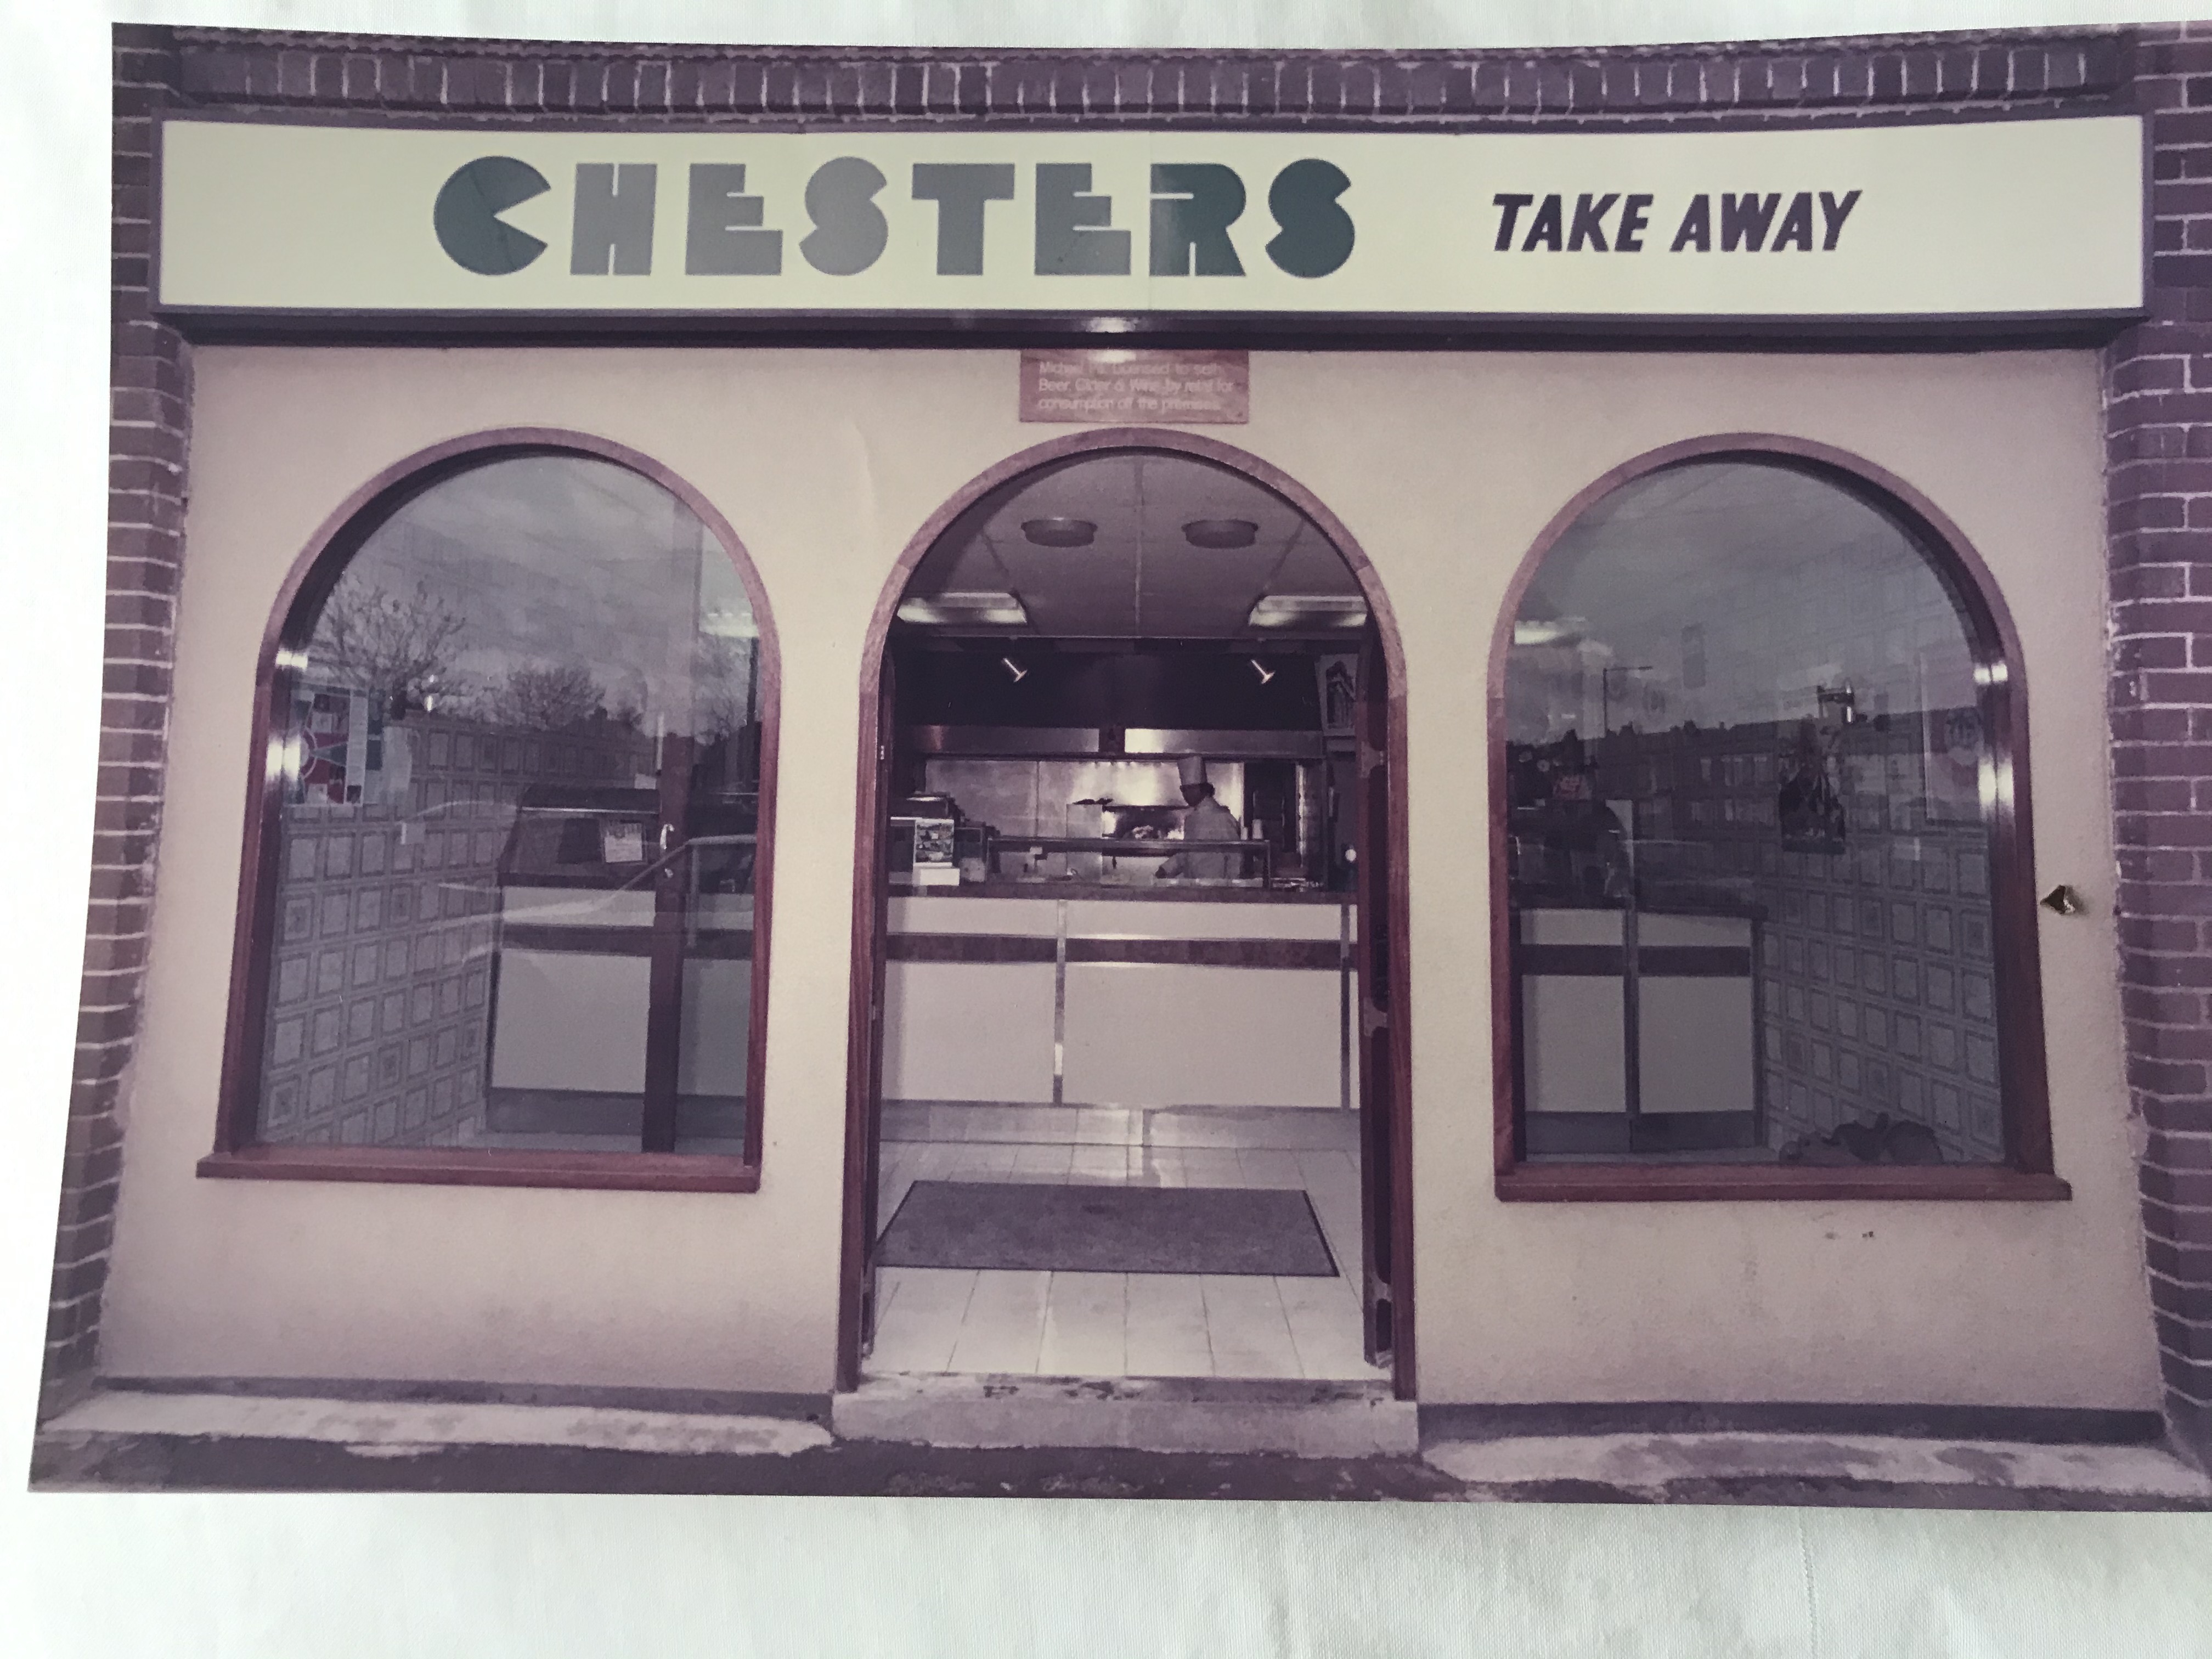 CHESTERS TAKE AWAY
Michael Licensed to sell
Beer, Cider & Wine by retail for
consumption off the premises